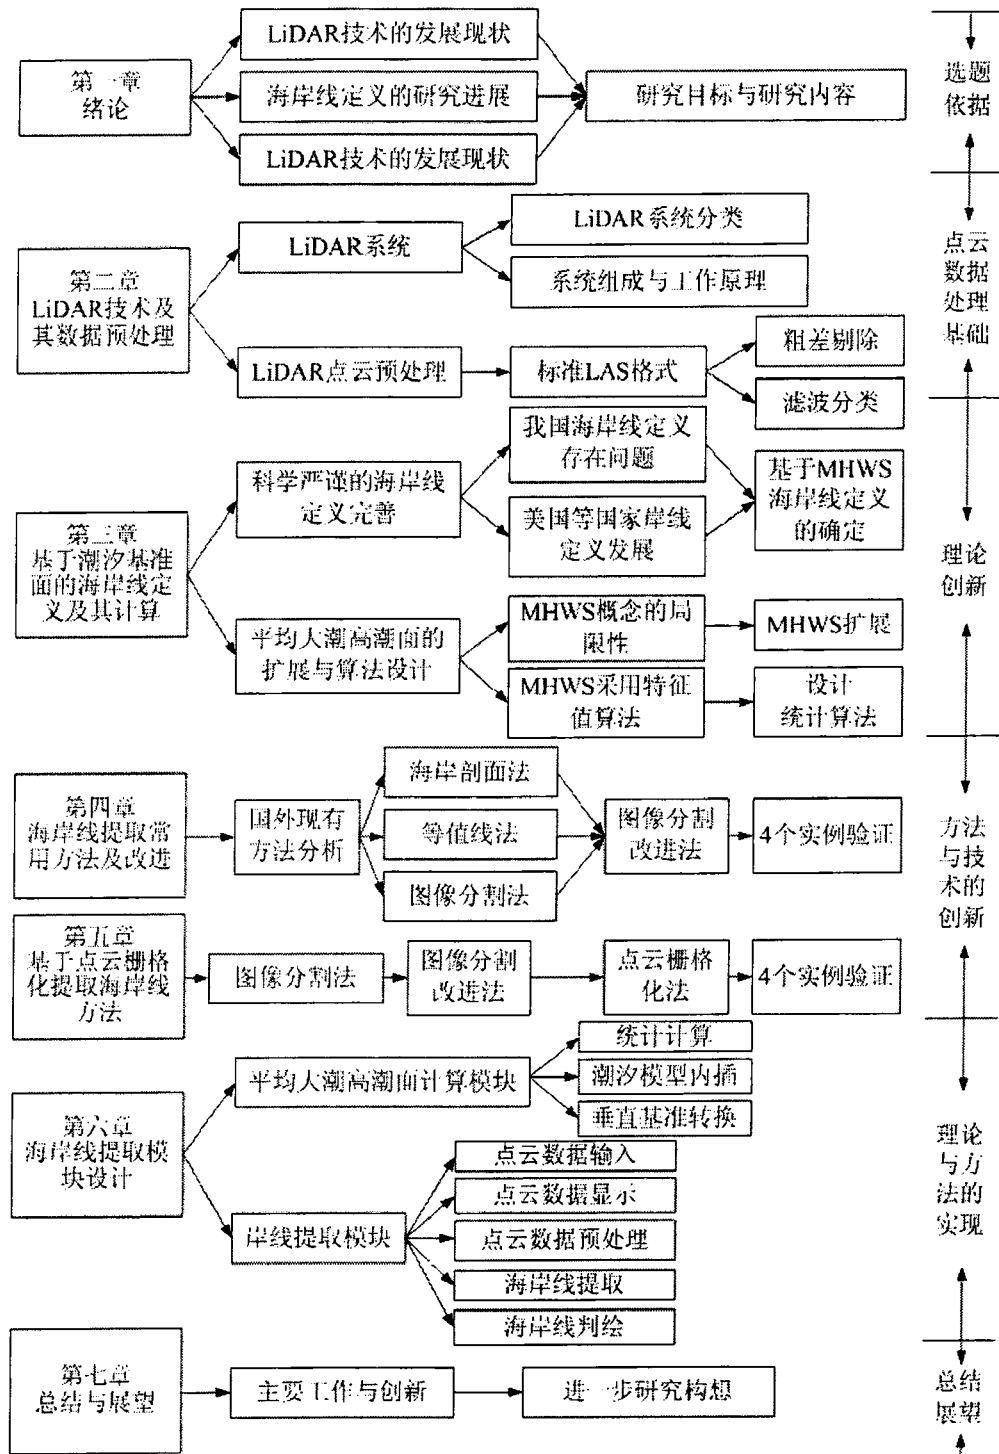 LiDAR技术的发展现状
第一章
绪论
海岸线定义的研究进展
研究目标与研究内容
LiDAR技术的发展现状
选题
依据
第二章
LiDAR技术及
其数据预处理
LiDAR系统
LiDAR系统分类
系统组成与工作原理
LiDAR点云预处理
标准LAS格式
粗差剔除
滤波分类
点云
数据
处理
基础
第三章
基于潮汐基准
面的海岸线定
义及其计算
科学严谨的海岸线
定义完善
我国海岸线定义
存在问题
美国等国家岸线
定义发展
基于MHWS
海岸线定义
的确定
平均大潮高潮面的
扩展与算法设计
MHWS概念的局
限性
MHWS扩展
MHWS采用特征
值算法
设计
统计算法
理论
创新
第四章
海岸线提取常
用方法及改进
国外现有
方法分析
海岸剖面法
等值线法
图像分割法
图像分割
改进法
4个实例验证
第五章
基于点云栅格
化提取海岸线
方法
图像分割法
图像分割
改进法
点云栅格
化法
4个实例验证
方法
与技
术的
创新
第六章
海岸线提取模
块设计
平均大潮高潮面计算模块
统计计算
潮汐模型内插
垂直基准转换
岸线提取模块
点云数据输入
点云数据显示
点云数据预处理
海岸线提取
海岸线判绘
理论
与方
法的
实现
第七章
总结与展望
主要工作与创新
进一步研究构想
总结
展望